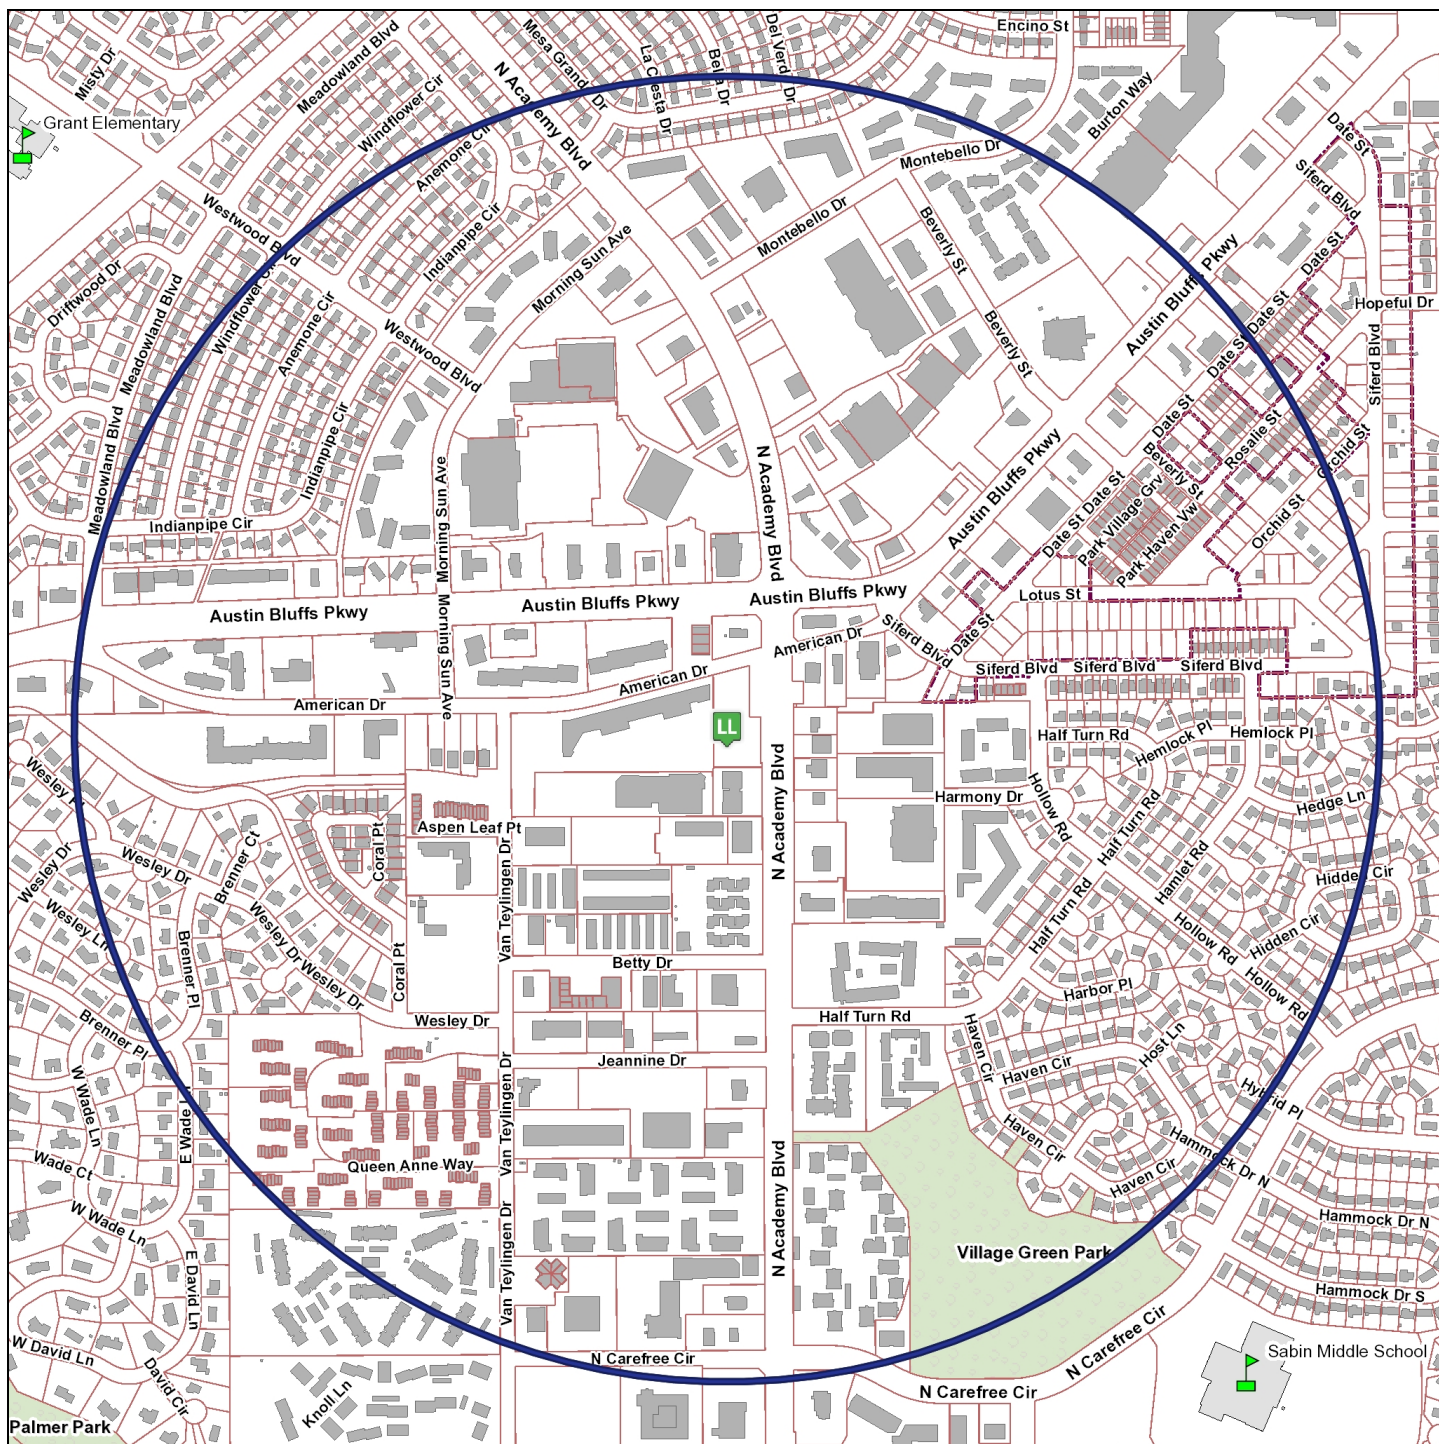 Encino St
Misty Dr
Meadowland Blvd
Mesa Grande Dr
La Cuesta Dr
Bella Dr
Del Verde Dr
N Academy Blvd
Windflower Cir
Burton Way
Grant Elementary
Date St
Anemone Cir
Montebello Dr
Siferd Blvd
Westwood Blvd
Indianpipe Cir
Montebello Dr
Beverly St
Morning Sun Ave
Driftwood Dr
Date St
Austin Bluffs Pkwy
Meadowland Blvd
Windflower Cir
Anemone Cir
Hopeful Dr
Westwood Blvd
Beverly St
Date St
Date St
Siferd Blvd
Meadowland Blvd
Indianpipe Cir
Date St
Rosalie St
Orchid St
N Academy Blvd
Morning Sun Ave
Austin Bluffs Pkwy
Beverly St
Date St
Date St
Park Village Grv
Park Haven Vw
Orchid St
Indianpipe Cir
Austin Bluffs Pkwy
Austin Bluffs Pkwy
Austin Bluffs Pkwy
Lotus St
Morning Sun Ave
American Dr
Siferd Blvd
Date St
American Dr
Siferd Blvd
Siferd Blvd
Siferd Blvd
American Dr
LL
Half Turn Rd
Hemlock Pl
Hemlock Pl
N Academy Blvd
Harmony Dr
Hollow Rd
Hedge Ln
Aspen Leaf Pt
Half Turn Rd
Coral Pt
Wesley Dr
Wesley Dr
Brenner Ct
Van Teylingen Dr
Hamlet Rd
Hidden Cir
Wesley Ln
Half Turn Rd
Hollow Rd
Hidden Cir
Wesley Dr
Wesley Dr
Brenner Pl
Coral Pt
Betty Dr
Harbor Pl
Hollow Rd
Wesley Dr
Half Turn Rd
Brenner Pl
Haven Cir
Host Ln
Jeannine Dr
Haven Cir
W Wade Ln
Van Teylingen Dr
Hybrid Pl
E Wade Ln
Haven Cir
Hammock Dr N
Wade Ct
Queen Anne Way
Haven Cir
N Academy Blvd
W Wade Ln
Hammock Dr N
Village Green Park
E David Ln
Van Teylingen Dr
Hammock Dr S
W David Ln
N Carefree Cir
N Carefree Cir
Sabin Middle School
David Cir
Knoll Ln
N Carefree Cir
Palmer Park